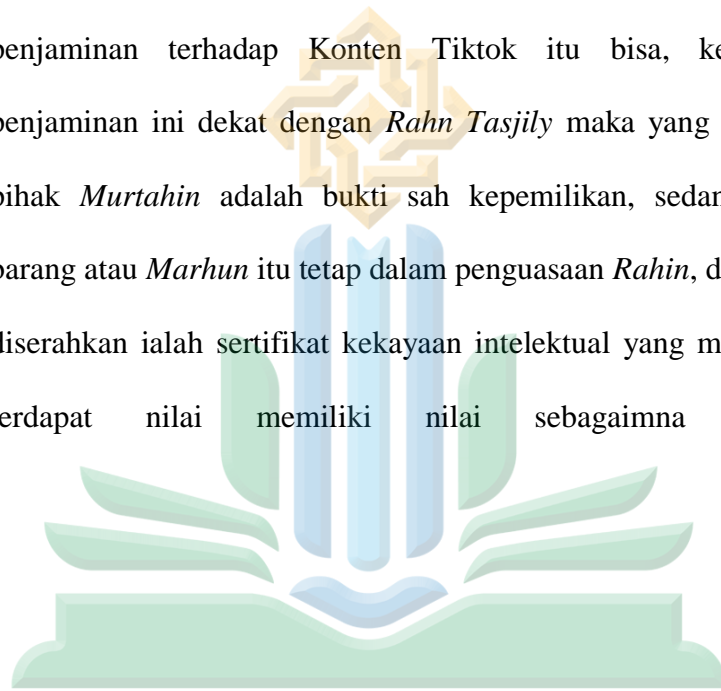 penjaminan terhadap Konten Tiktok itu bisa, ke
penjaminan ini dekat dengan Rahn Tasjily maka yang
pihak Murtahin adalah bukti sah kepemilikan, sedan
barang atau Marhun itu tetap dalam penguasaan Rahin, d
diserahkan ialah sertifikat kekayaan intelektual yang m
terdapat nilai memiliki nilai sebagaimna